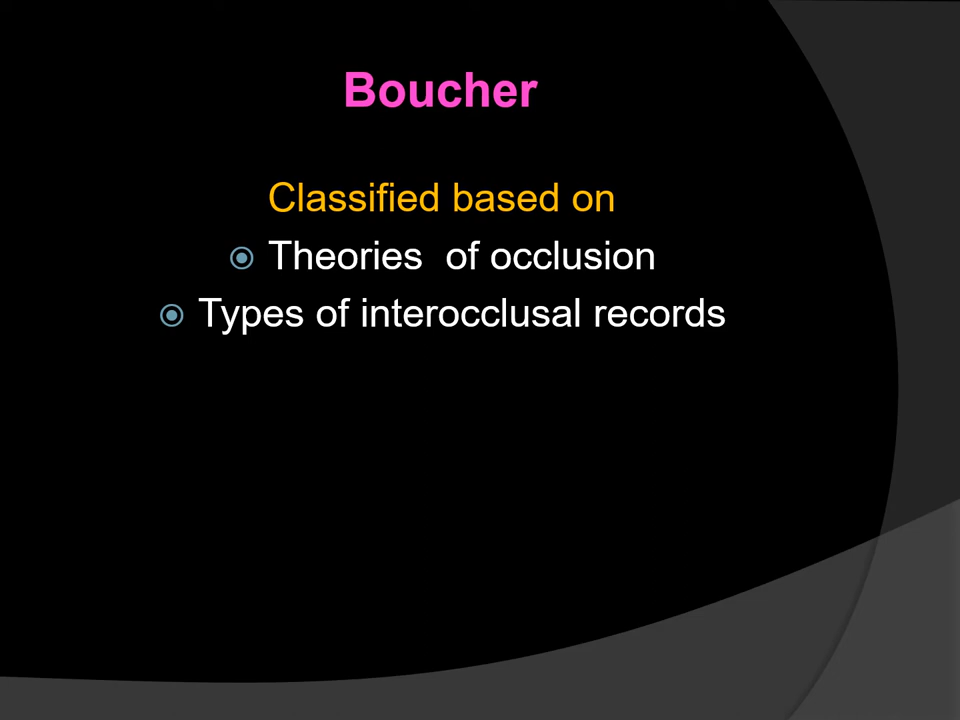 Boucher
Classified based on
Theories of occlusion
Types of interocclusal records